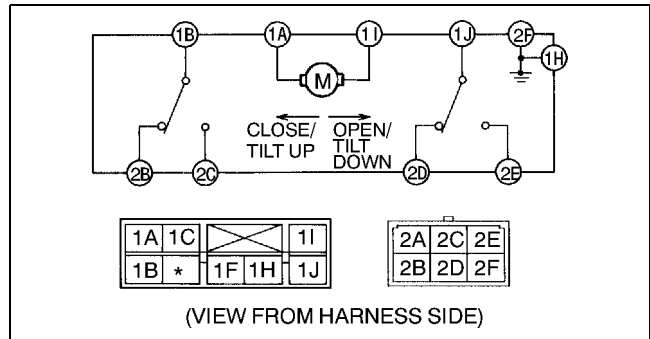 1B 1A 1I 1J 2F
1H
M
CLOSE/ OPEN/
TILT UP TILT
DOWN
2B 2C 2D 2E
1A 1C 1I
1B * 1F 1H 1J
2A 2C 2E
2B 2D 2F
(VIEW FROM HARNESS SIDE)